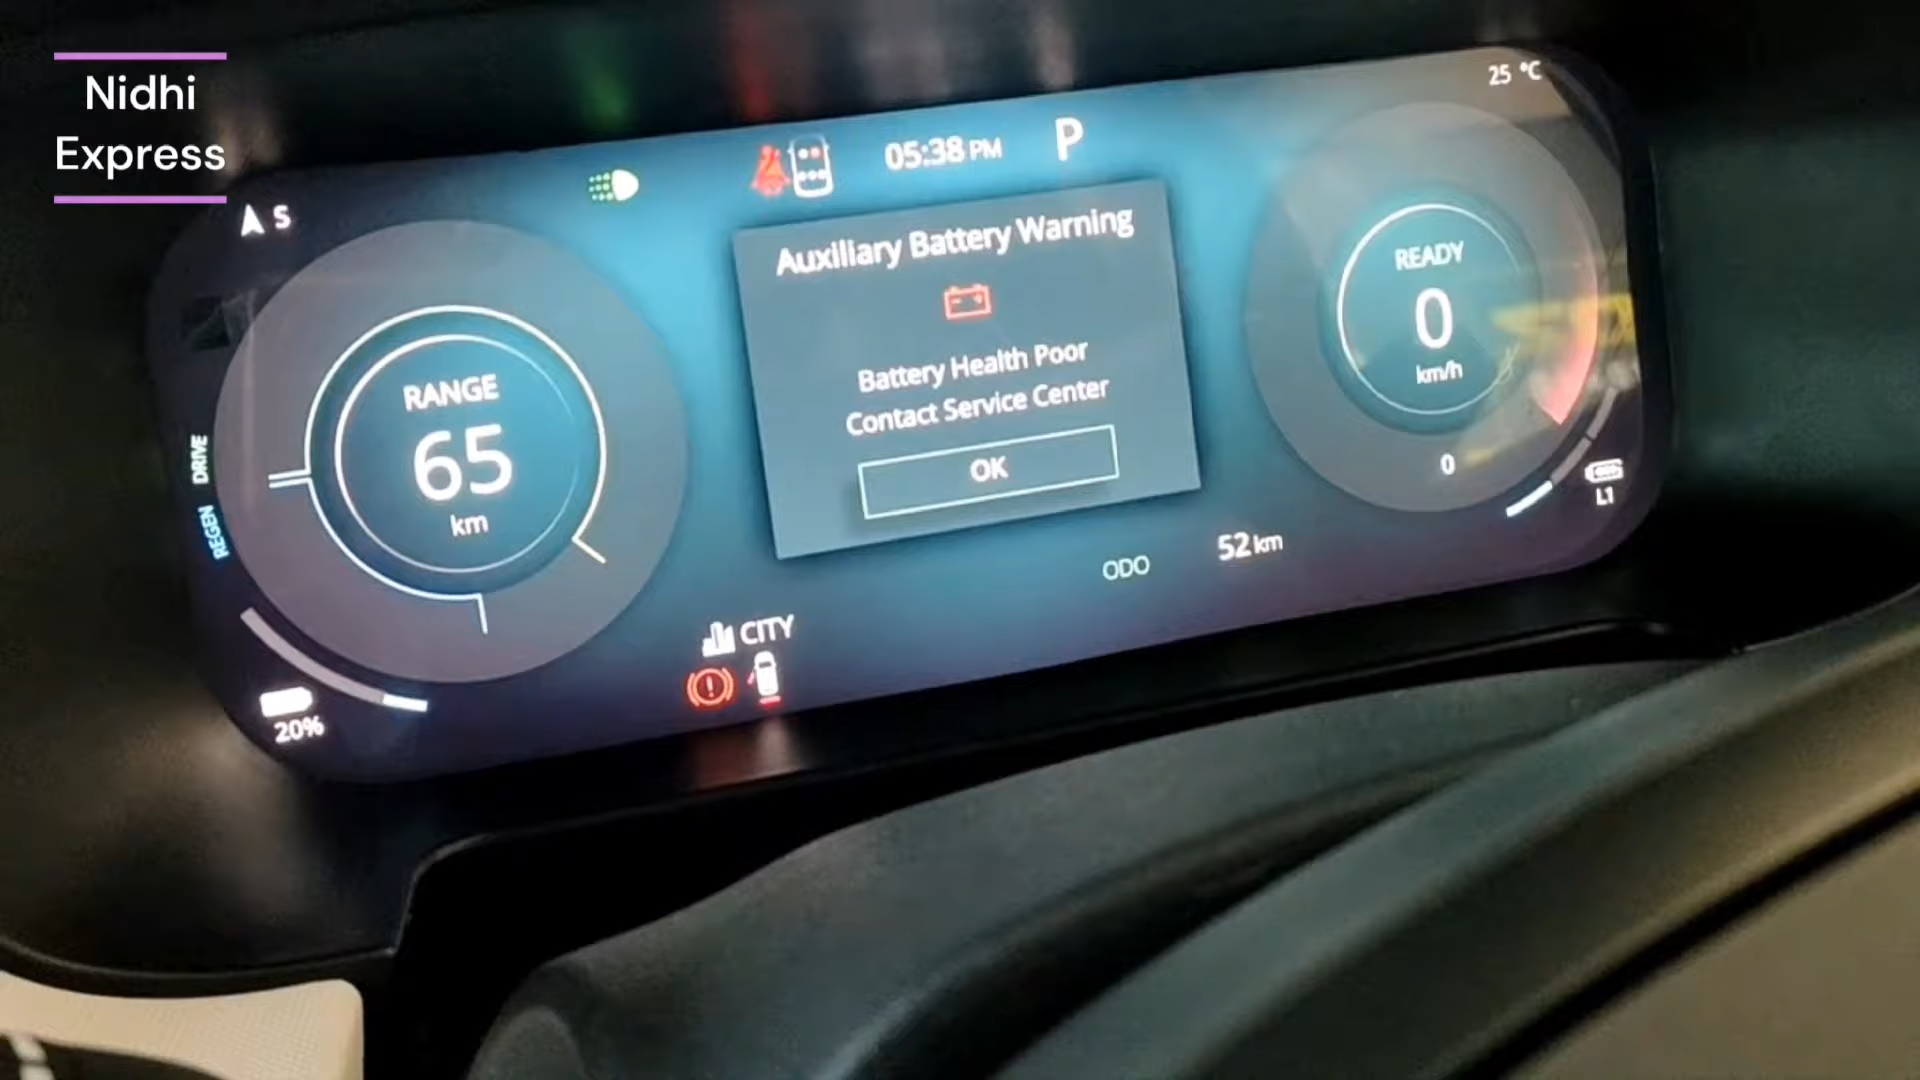 Nidhi
Express
25 °C
05:38 PM
P
S
Auxiliary Battery Warning
READY
0
km/h
RANGE
65
km
Battery Health Poor
Contact Service Center
OK
DRIVE
REGEN
0
L1
ODO
52 km
CITY
20%